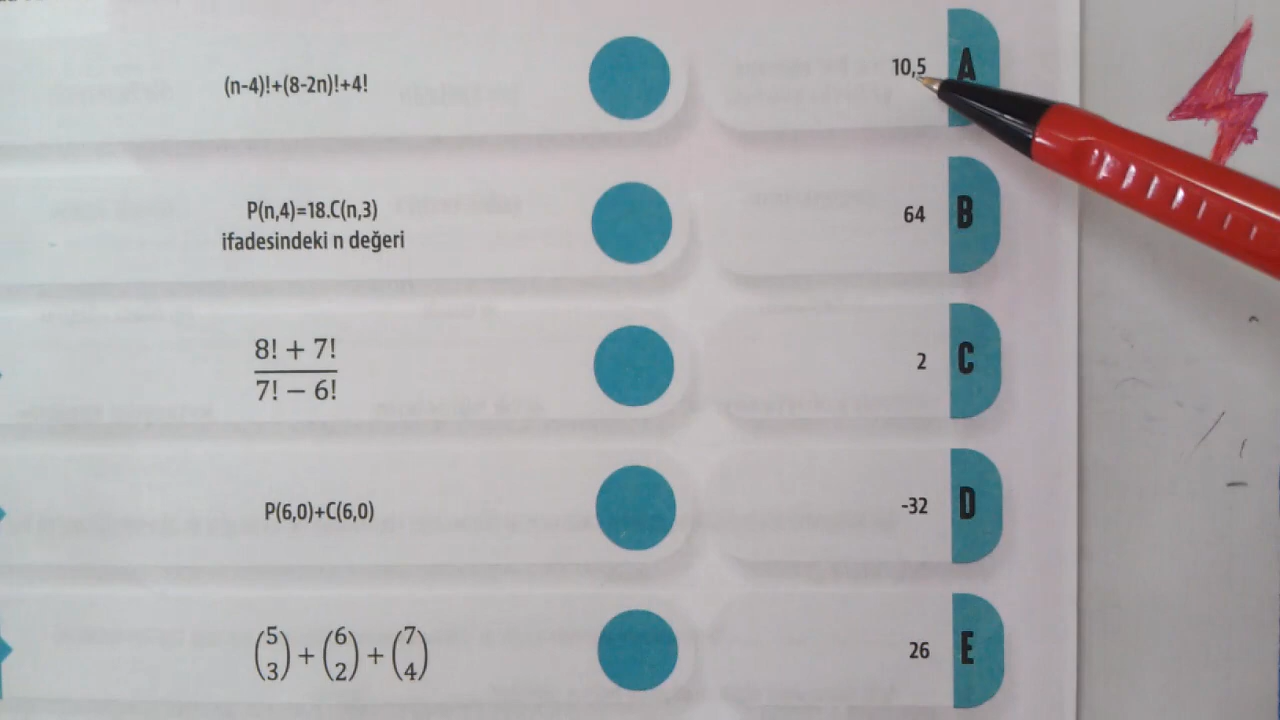 (n-4)!+(8-2n)!+4!
10,5
A
P(n,4)=18.C(n,3)
ifadesindeki n değeri
64
B
8! + 7!
7! − 6!
2
C
P(6,0)+C(6,0)
-32
D
(5 3) + (6 2) + (7 4)
26
E